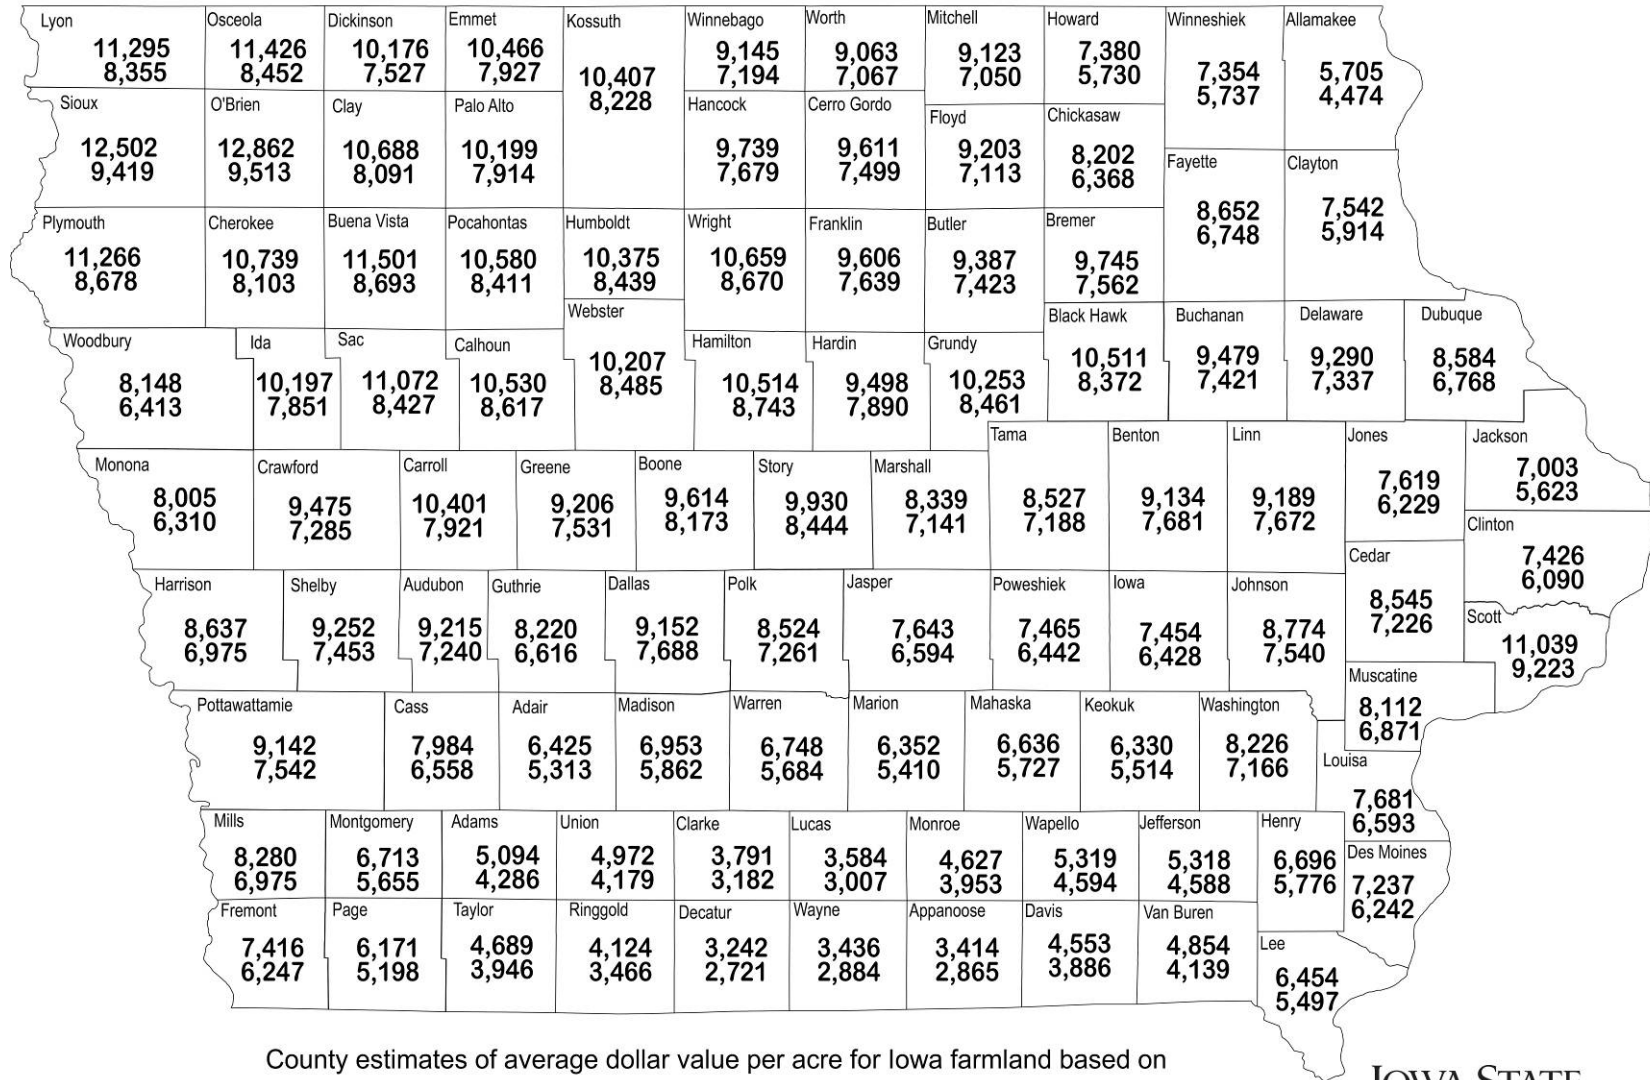 Lyon
11,295
8,355
Osceola
11,426
8,452
Dickinson
10,176
7,527
Emmet
10,466
7,927
Kossuth
10,407
8,228
Winnebago
9,145
7,194
Worth
9,063
7,067
Mitchell
9,123
7,050
Howard
7,380
5,730
Winneshiek
7,354
5,737
Allamakee
5,705
4,474
Sioux
12,502
9,419
O'Brien
12,862
9,513
Clay
10,688
8,091
Palo Alto
10,199
7,914
Hancock
9,739
7,679
Cerro Gordo
9,611
7,499
Floyd
9,203
7,113
Chickasaw
8,202
6,368
Fayette
8,652
6,748
Clayton
7,542
5,914
Plymouth
11,266
8,678
Cherokee
10,739
8,103
Buena Vista
11,501
8,693
Pocahontas
10,580
8,411
Humboldt
10,375
8,439
Wright
10,659
8,670
Franklin
9,606
7,639
Butler
9,387
7,423
Bremer
9,745
7,562
Woodbury
8,148
6,413
Ida
10,197
7,851
Sac
11,072
8,427
Calhoun
10,530
8,617
Webster
10,207
8,485
Hamilton
10,514
8,743
Hardin
9,498
7,890
Grundy
10,253
8,461
Black Hawk
10,511
8,372
Buchanan
9,479
7,421
Delaware
9,290
7,337
Dubuque
8,584
6,768
Monona
8,005
6,310
Crawford
9,475
7,285
Carroll
10,401
7,921
Greene
9,206
7,531
Boone
9,614
8,173
Story
9,930
8,444
Marshall
8,339
7,141
Tama
8,527
7,188
Benton
9,134
7,681
Linn
9,189
7,672
Jones
7,619
6,229
Jackson
7,003
5,623
Clinton
7,426
6,090
Cedar
8,545
7,226
Scott
11,039
9,223
Harrison
8,637
6,975
Shelby
9,252
7,453
Audubon
9,215
7,240
Guthrie
8,220
6,616
Dallas
9,152
7,688
Polk
8,524
7,261
Jasper
7,643
6,594
Poweshiek
7,465
6,442
Iowa
7,454
6,428
Johnson
8,774
7,540
Muscatine
8,112
6,871
Pottawattamie
9,142
7,542
Cass
7,984
6,558
Adair
6,425
5,313
Madison
6,953
5,862
Warren
6,748
5,684
Marion
6,352
5,410
Mahaska
6,636
5,727
Keokuk
6,330
5,514
Washington
8,226
7,166
Louisa
7,681
6,593
Mills
8,280
6,975
Montgomery
6,713
5,655
Adams
5,094
4,286
Union
4,972
4,179
Clarke
3,791
3,182
Lucas
3,584
3,007
Monroe
4,627
3,953
Wapello
5,319
4,594
Jefferson
5,318
4,588
Henry
6,696
5,776
Des Moines
7,237
6,242
Fremont
7,416
6,247
Page
6,171
5,198
Taylor
4,689
3,946
Ringgold
4,124
3,466
Decatur
3,242
2,721
Wayne
3,436
2,884
Appanoose
3,414
2,865
Davis
4,553
3,886
Van Buren
4,854
4,139
Lee
6,454
5,497
County estimates of average dollar value per acre for Iowa farmland based on
IOWA STATE